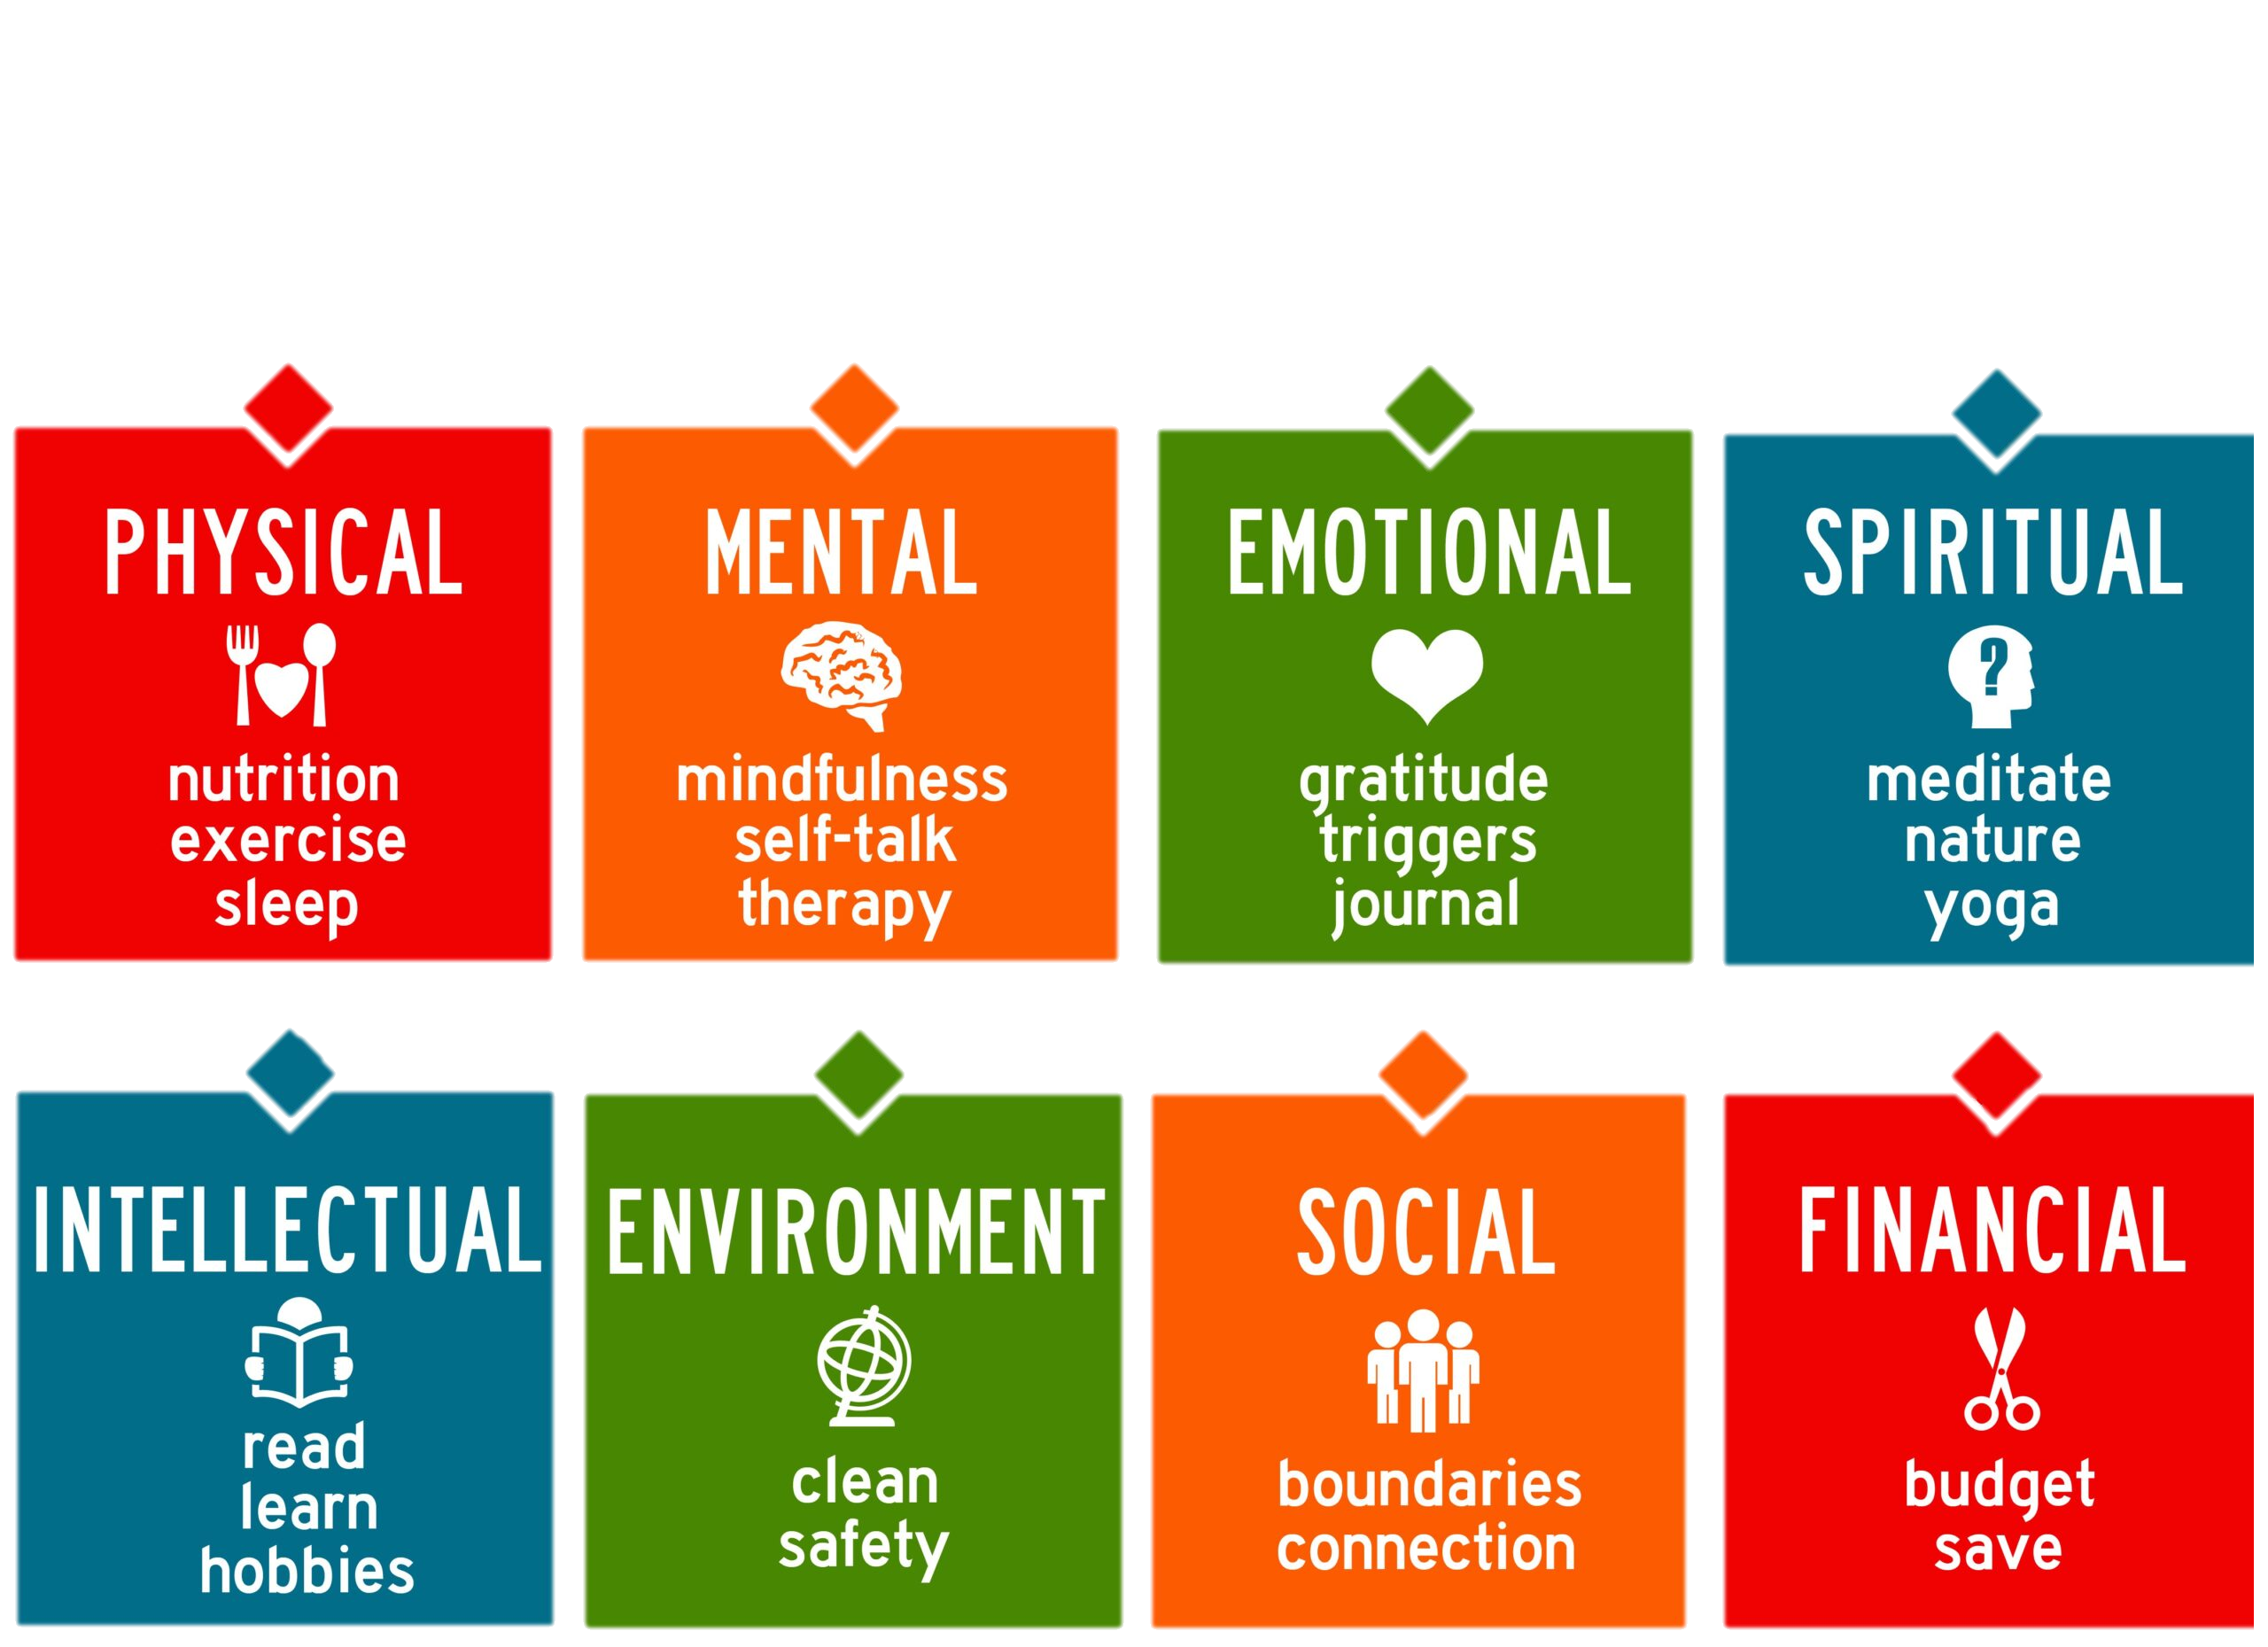 PHYSICAL
nutrition
exercise
sleep
MENTAL
mindfulness
self-talk
therapy
EMOTIONAL
gratitude
triggers
journal
SPIRITUAL
?
meditate
nature
yoga
INTELLECTUAL
read
learn
hobbies
ENVIRONMENT
clean
safety
SOCIAL
boundaries
connection
FINANCIAL
budget
save